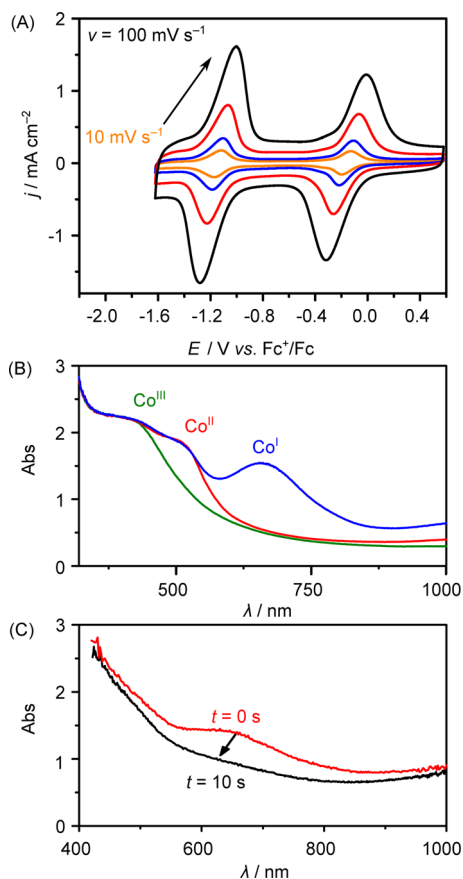 (A)
2
v = 100 mV s⁻¹
1
10 mV s⁻¹
0
-1
j / mA cm⁻²
-2.0 -1.6 -1.2 -0.8 -0.4 0.0 0.4
E / V vs. Fc⁺/Fc
(B)
3
Coᴵᴵᴵ
Coᴵᴵ
Coᴵ
2
1
0
Abs
500 750 1000
λ / nm
(C)
3
2
t = 0 s
1
t = 10 s
0
Abs
400 600 800 1000
λ / nm